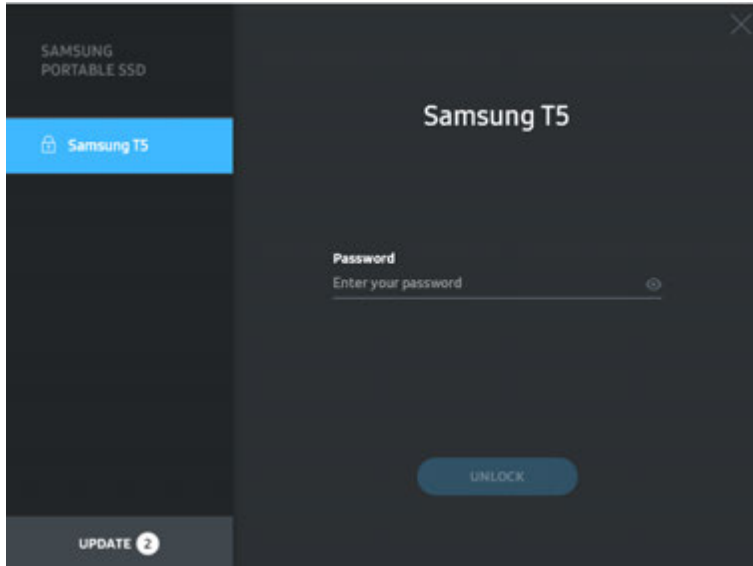 SAMSUNG
PORTABLE SSD
Samsung T5
Samsung T5
Password
Enter your password
UNLOCK
UPDATE 2